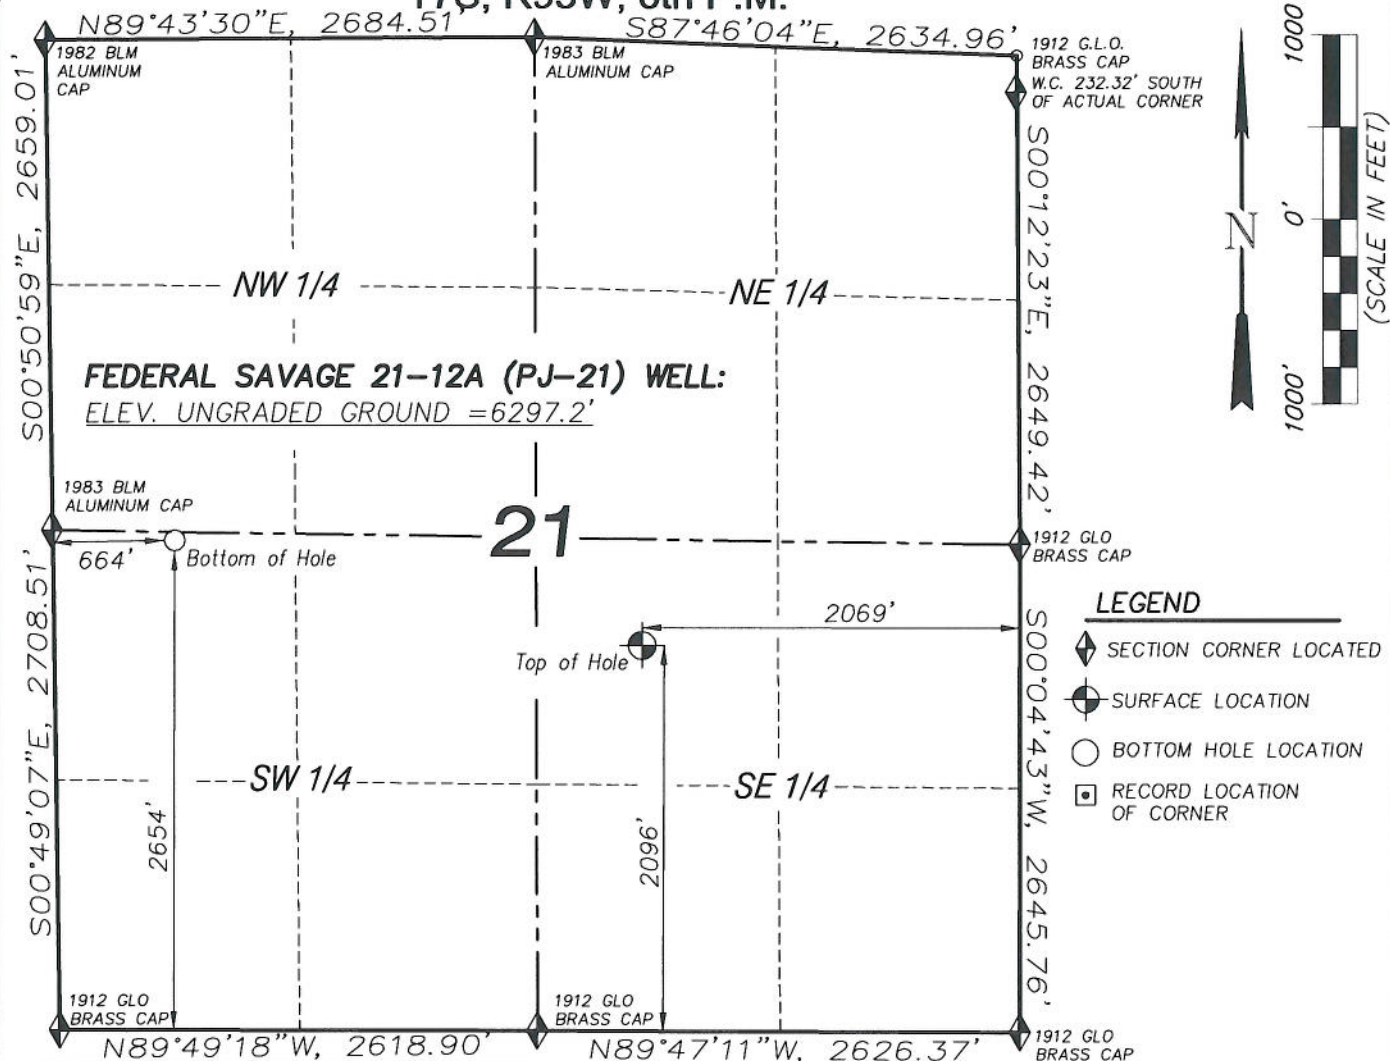 N89°43'30"E, 2684.51'
S87°46'04"E, 2634.96'
1982 BLM
ALUMINUM
CAP
1983 BLM
ALUMINUM CAP
1912 G.L.O.
BRASS CAP
W.C. 232.32' SOUTH
OF ACTUAL CORNER
S00°50'59"E, 2659.01'
S00°12'23"E, 2649.42'
N
1000
0'
1000'
(SCALE IN FEET)
NW 1/4
NE 1/4
FEDERAL SAVAGE 21-12A (PJ-21) WELL:
ELEV. UNGRADED GROUND =6297.2'
1983 BLM
ALUMINUM CAP
21
664'
Bottom of Hole
1912 GLO
BRASS CAP
2069'
Top of Hole
LEGEND
SECTION CORNER LOCATED
SURFACE LOCATION
BOTTOM HOLE LOCATION
RECORD LOCATION
OF CORNER
S00°49'07"E, 2708.51'
S00°04'43"W, 2645.76'
SW 1/4
SE 1/4
2654'
2096'
1912 GLO
BRASS CAP
1912 GLO
BRASS CAP
1912 GLO
BRASS CAP
N89°49'18"W, 2618.90'
N89°47'11"W, 2626.37'